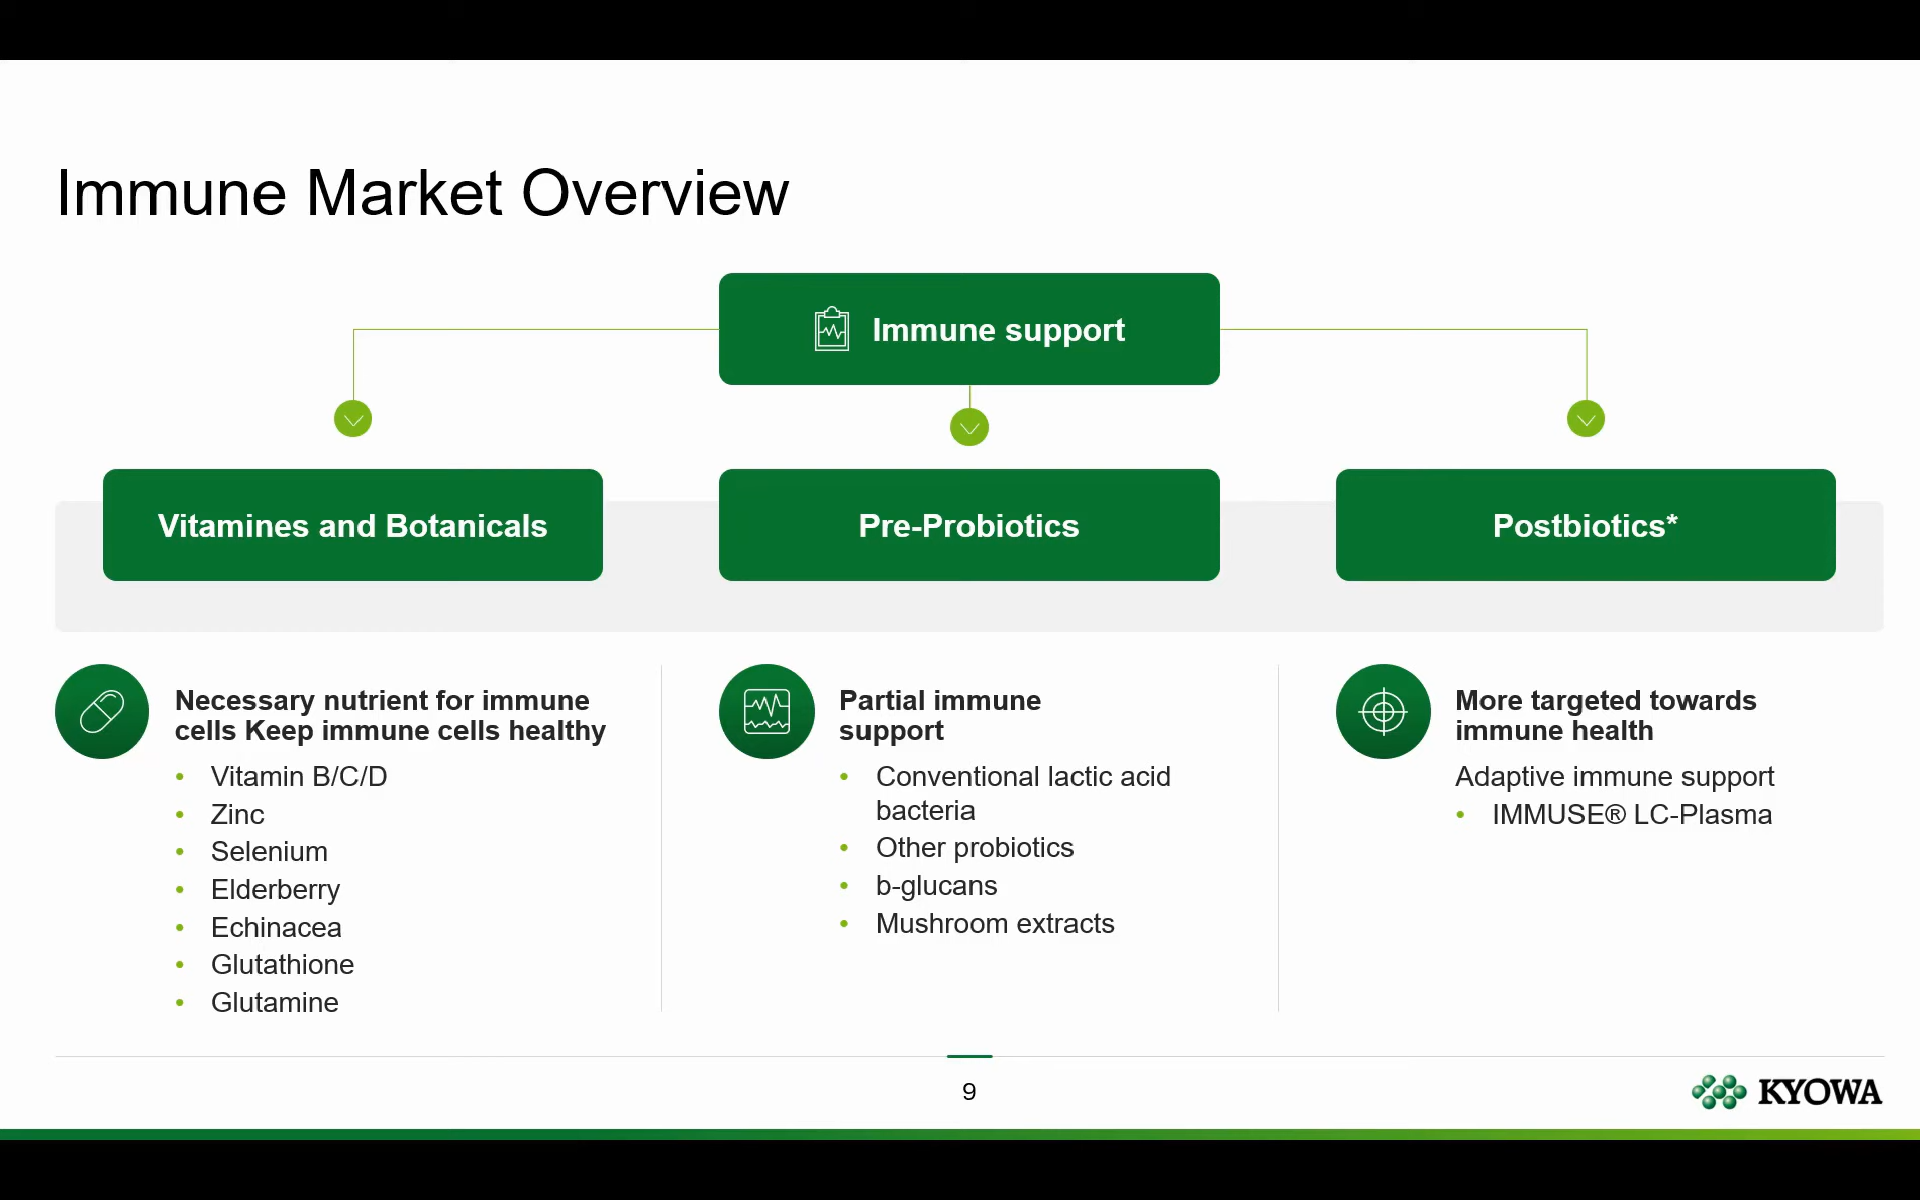 Immune Market Overview
Immune support
Vitamines and Botanicals
Pre-Probiotics
Postbiotics*
Necessary nutrient for immune
cells Keep immune cells healthy
• Vitamin B/C/D
• Zinc
• Selenium
• Elderberry
• Echinacea
• Glutathione
• Glutamine
Partial immune
support
• Conventional lactic acid
bacteria
• Other probiotics
• b-glucans
• Mushroom extracts
More targeted towards
immune health
Adaptive immune support
• IMMUSE® LC-Plasma
9
KYOWA